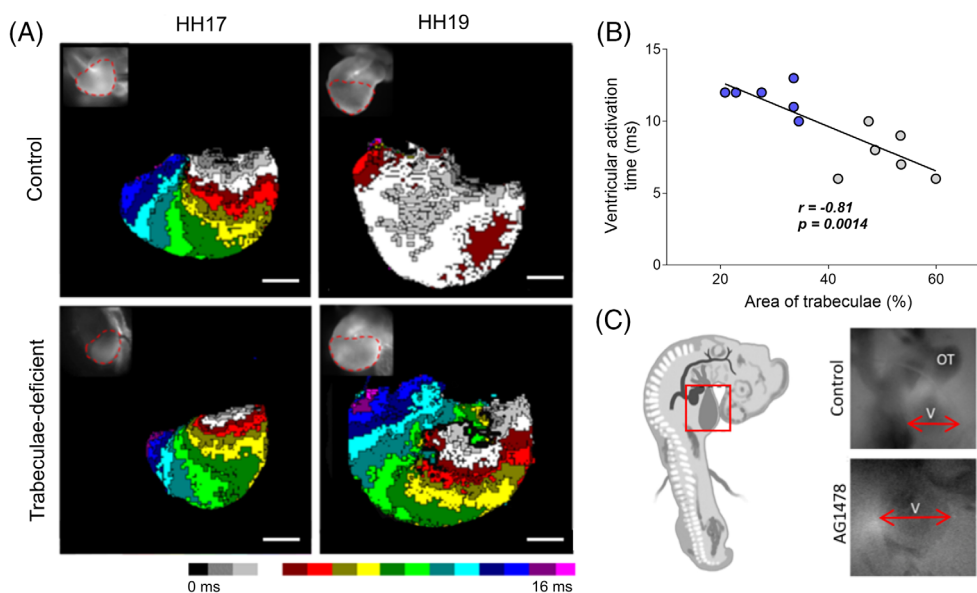 (A)
HH17
HH19
Control
Trabeculae-deficient
0 ms
16 ms
(B)
15
10
5
0
Ventricular activation
time (ms)
r = -0.81
p = 0.0014
20
40
60
Area of trabeculae (%)
(C)
Control
OT
V
AG1478
V